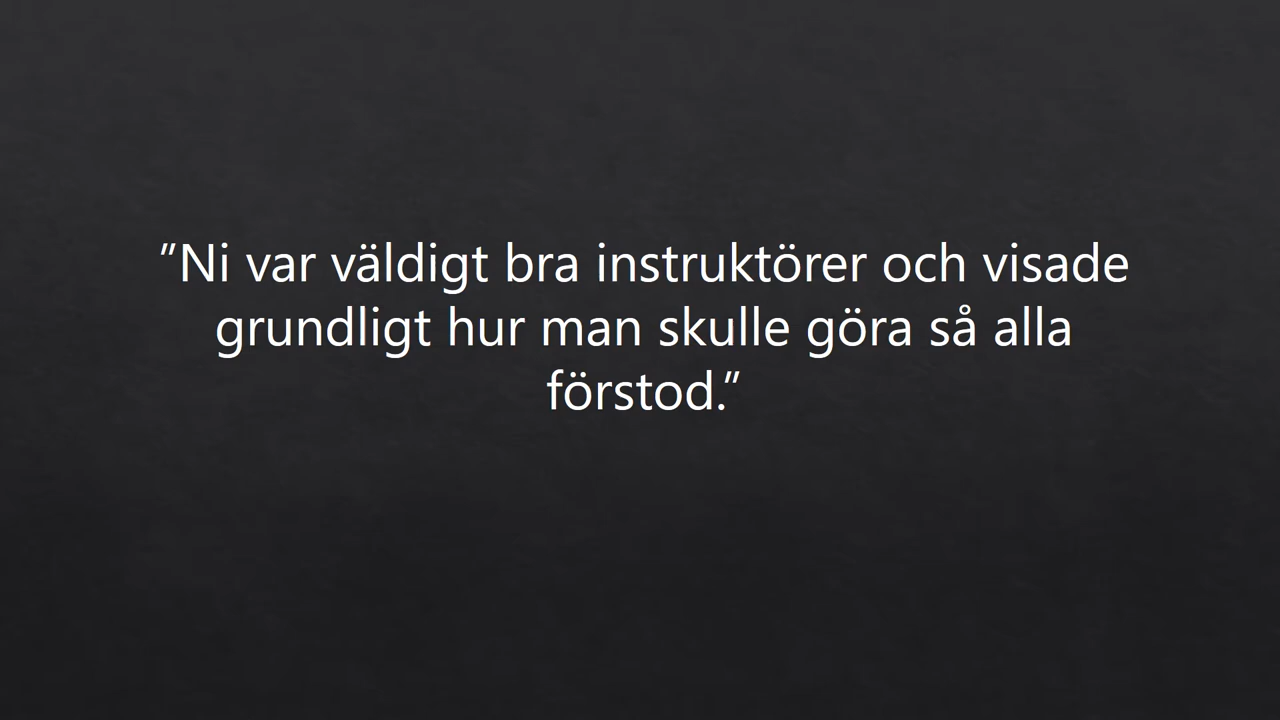 ”Ni var väldigt bra instruktörer och visade
grundligt hur man skulle göra så alla
förstod.”